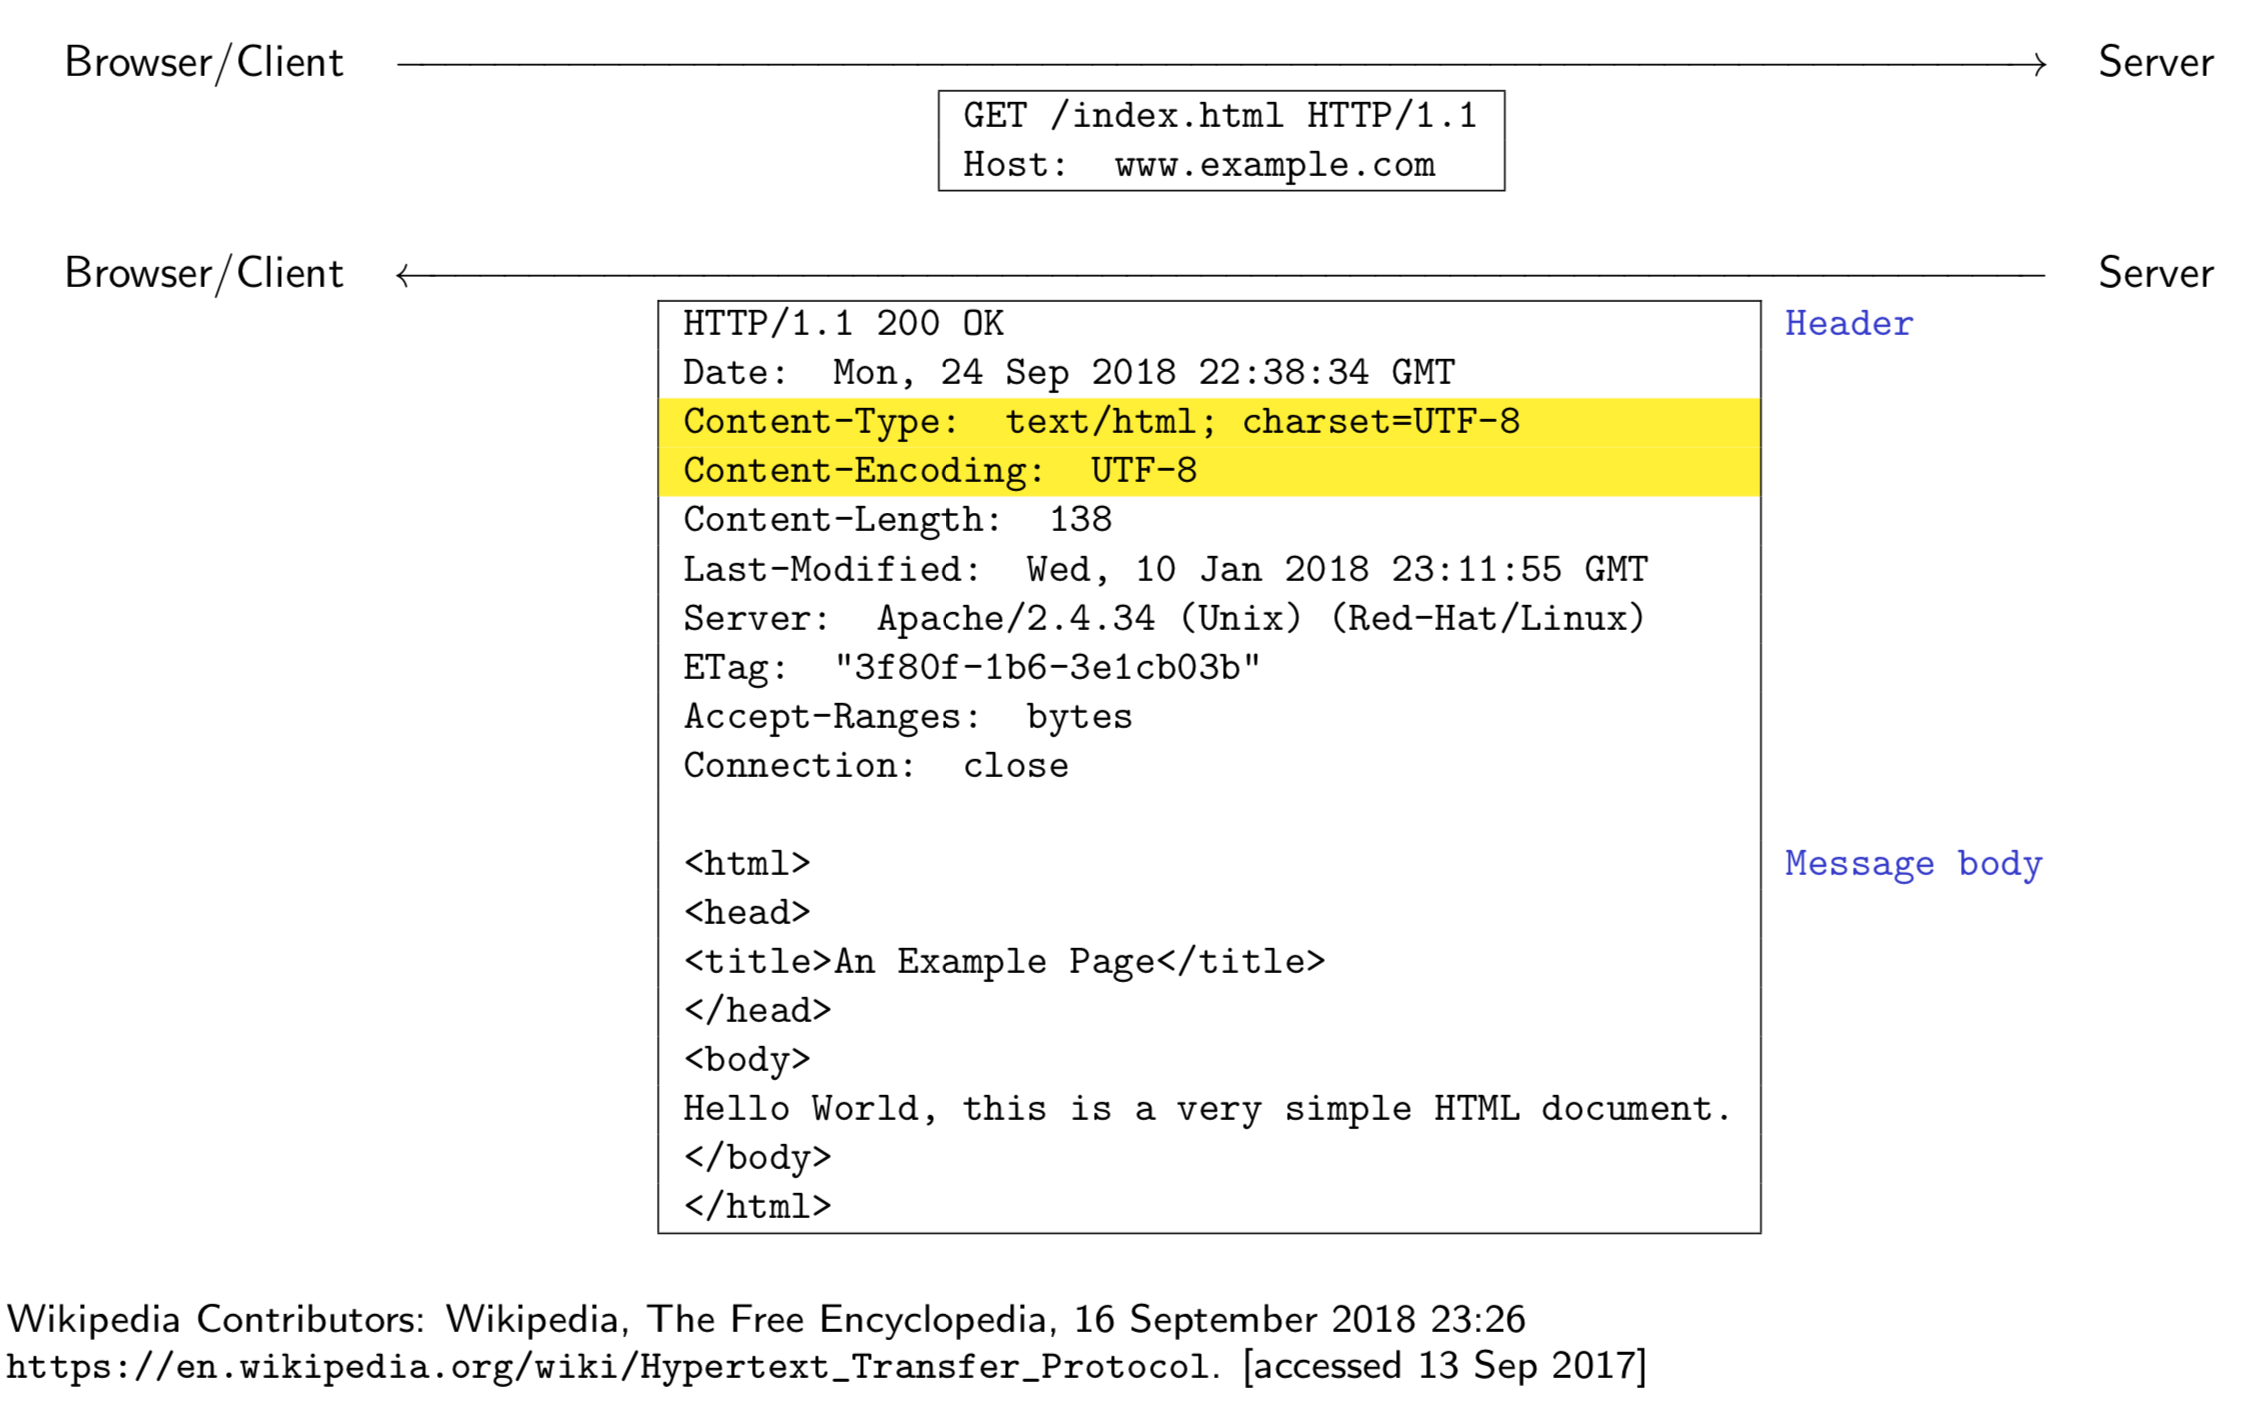 Browser/Client Server
GET /index.html HTTP/1.1
Host: www.example.com
Browser/Client Server
HTTP/1.1 200 OK Header
Date: Mon, 24 Sep 2018 22:38:34 GMT
Content-Type: text/html; charset=UTF-8
Content-Encoding: UTF-8
Content-Length: 138
Last-Modified: Wed, 10 Jan 2018 23:11:55 GMT
Server: Apache/2.4.34 (Unix) (Red-Hat/Linux)
ETag: "3f80f-1b6-3e1cb03b"
Accept-Ranges: bytes
Connection: close
<html> Message body
<head>
<title>An Example Page</title>
</head>
<body>
Hello World, this is a very simple HTML document.
</body>
</html>
Wikipedia Contributors: Wikipedia, The Free Encyclopedia, 16 September 2018 23:26
https://en.wikipedia.org/wiki/Hypertext_Transfer_Protocol. [accessed 13 Sep 2017]